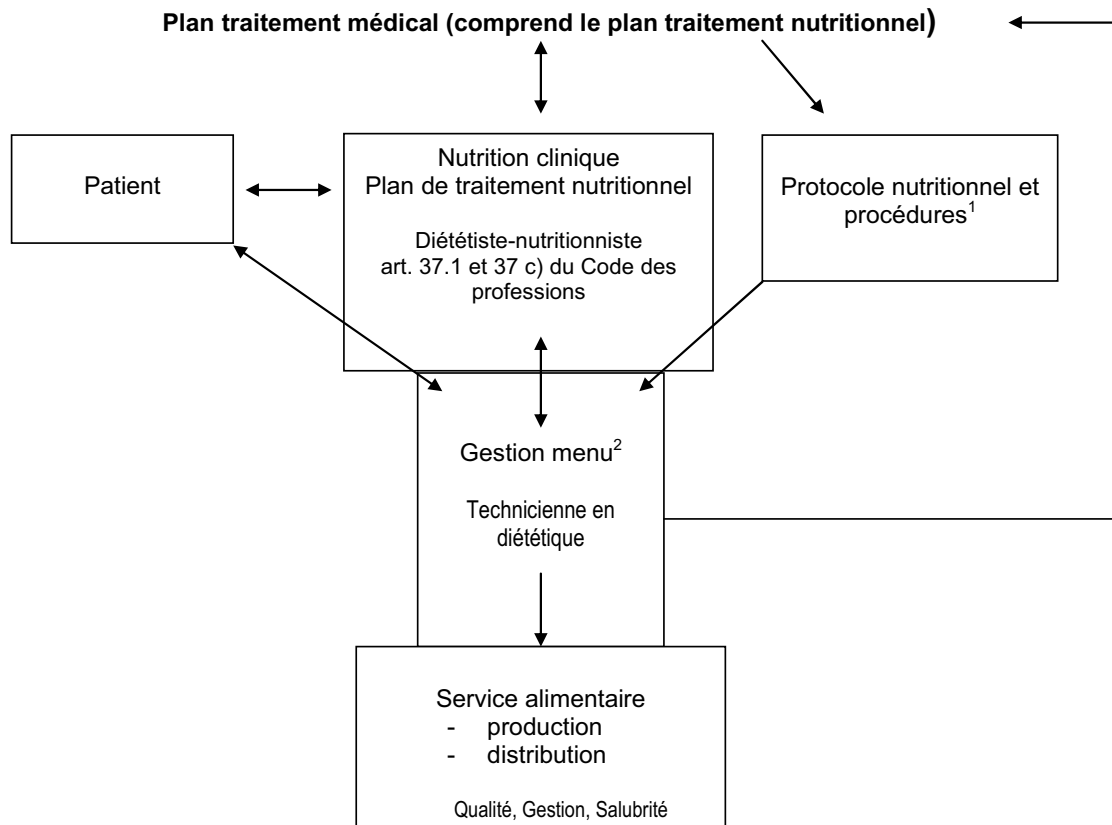 Plan traitement médical (comprend le plan traitement nutritionnel)
Patient
Nutrition clinique
Plan de traitement nutritionnel
Diététiste-nutritionniste
art. 37.1 et 37 c) du Code des
professions
Protocole nutritionnel et
procédures¹
Gestion menu²
Technicienne en
diététique
Service alimentaire
- production
- distribution
Qualité, Gestion, Salubrité